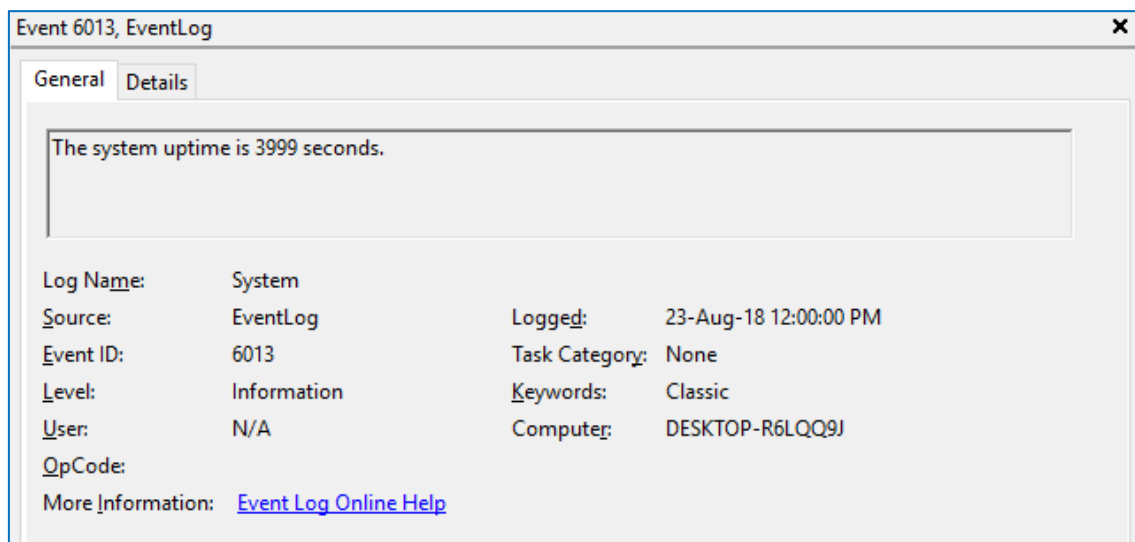 Event 6013, EventLog
General Details
The system uptime is 3999 seconds.
Log Name: System
Source: EventLog Logged: 23-Aug-18 12:00:00 PM
Event ID: 6013 Task Category: None
Level: Information Keywords: Classic
User: N/A Computer: DESKTOP-R6LQQ9J
OpCode:
More Information: Event Log Online Help